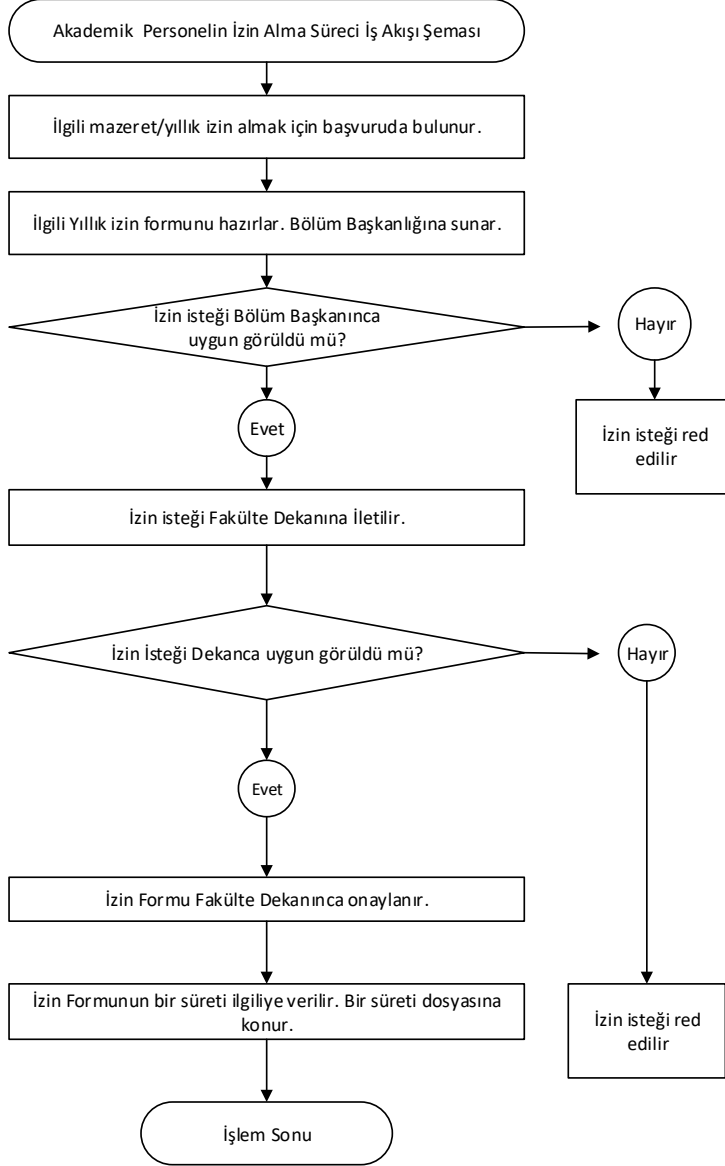 Akademik Personelin İzin Alma Süreci İş Akışı Şeması
İlgili mazeret/yıllık izin almak için başvuruda bulunur.
İlgili Yıllık izin formunu hazırlar. Bölüm Başkanlığına sunar.
İzin isteği Bölüm Başkanınca
uygun görüldü mü?
Hayır
Evet
İzin isteği red
edilir
İzin isteği Fakülte Dekanına İletilir.
İzin İsteği Dekanca uygun görüldü mü?
Hayır
Evet
İzin Formu Fakülte Dekanınca onaylanır.
İzin Formunun bir süreti ilgiliye verilir. Bir süreti dosyasına
konur.
İzin isteği red
edilir
İşlem Sonu